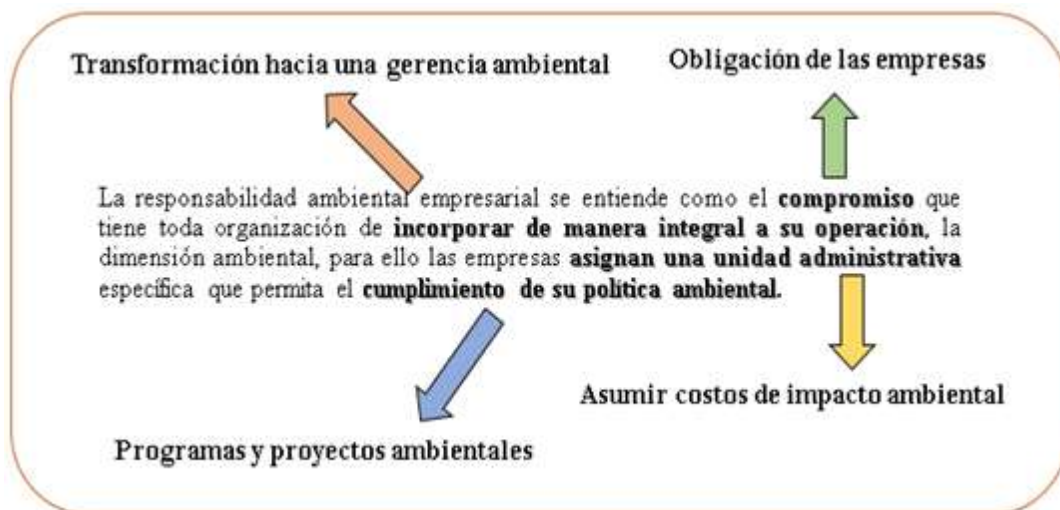 Transformación hacia una gerencia ambiental
Obligación de las empresas
La responsabilidad ambiental empresarial se entiende como el compromiso que
tiene toda organización de incorporar de manera integral a su operación, la
dimensión ambiental, para ello las empresas asignan una unidad administrativa
específica que permita el cumplimiento de su política ambiental.
Asumir costos de impacto ambiental
Programas y proyectos ambientales